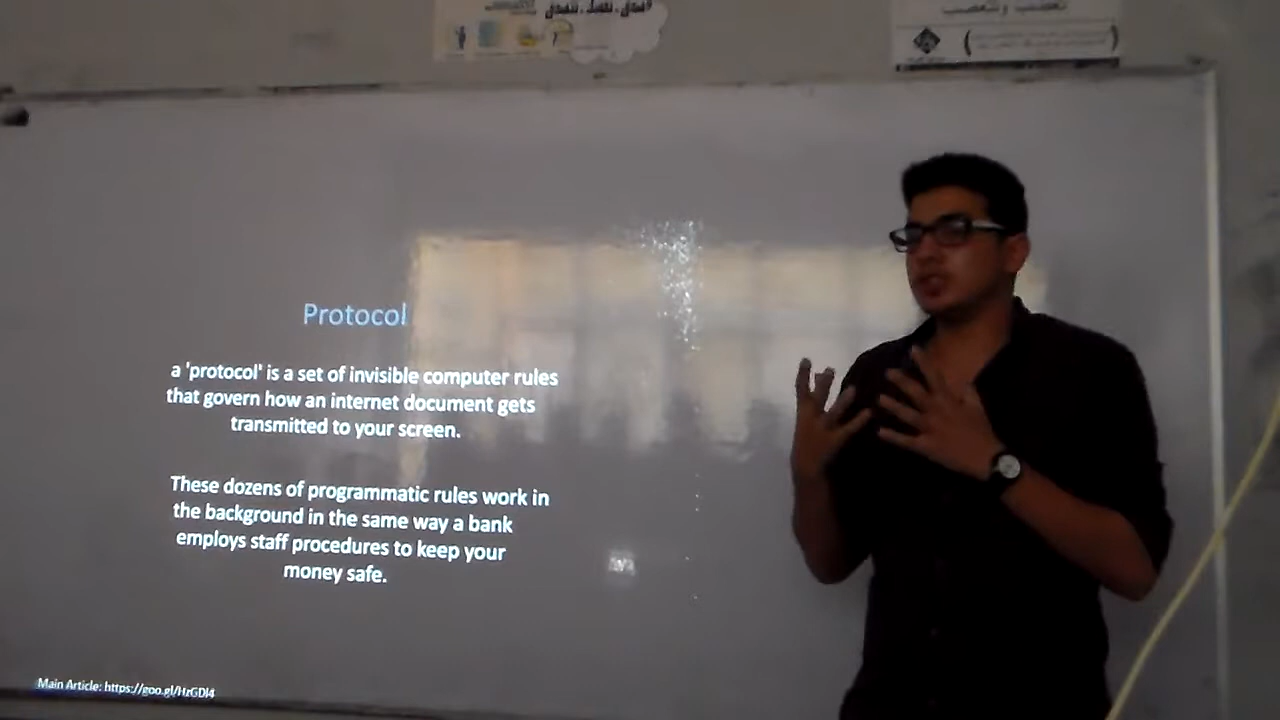 Protocol
a 'protocol' is a set of invisible computer rules
that govern how an internet document gets
transmitted to your screen.
These dozens of programmatic rules work in
the background in the same way a bank
employs staff procedures to keep your
money safe.
Main Article: https://goo.gl/HzGDl4